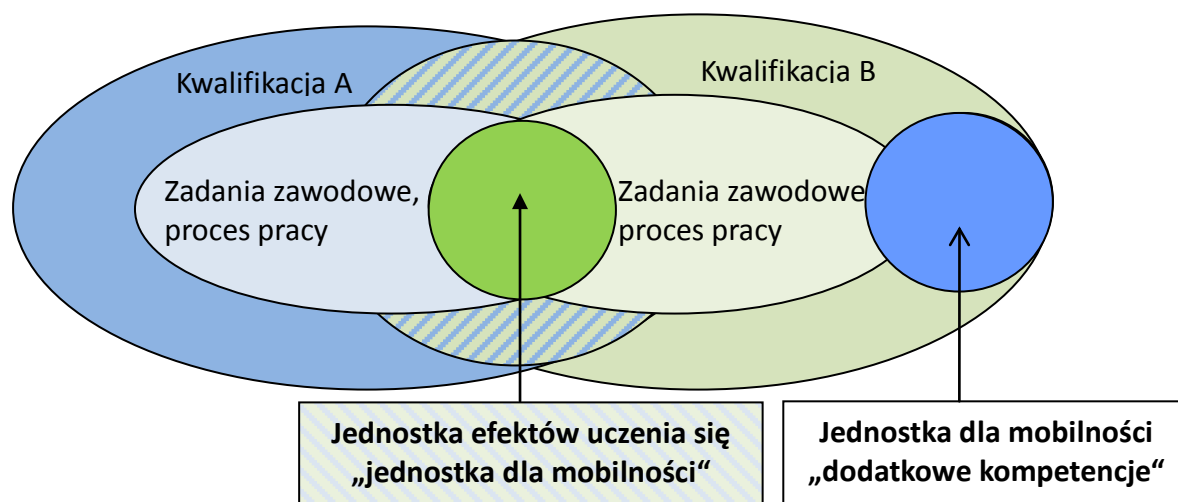 Kwalifikacja A
Kwalifikacja B
Zadania zawodowe,
proces pracy
Zadania zawodowe
proces pracy
Jednostka efektów uczenia się
„jednostka dla mobilności“
Jednostka dla mobilności
„dodatkowe kompetencje“